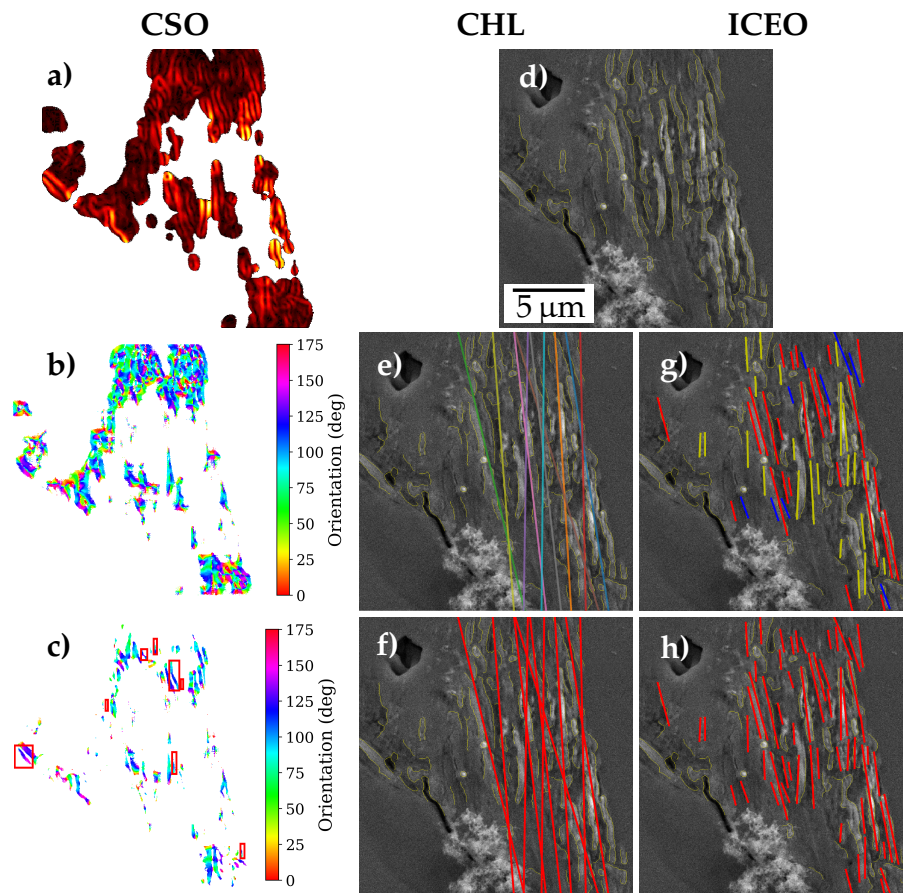 CSO CHL ICEO
a)
d)
5 µm
b)
175
150
125
100
75
50
25
0
Orientation (deg)
e)
g)
c)
175
150
125
100
75
50
25
0
Orientation (deg)
f)
h)